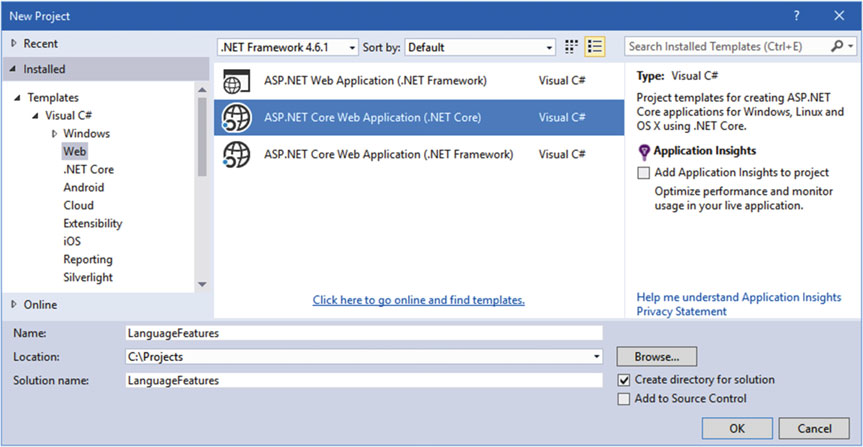 New Project
Recent
Installed
Templates
Visual C#
Windows
Web
.NET Core
Android
Cloud
Extensibility
iOS
Reporting
Silverlight
Online
.NET Framework 4.6.1
Sort by: Default
ASP.NET Web Application (.NET Framework) Visual C#
ASP.NET Core Web Application (.NET Core) Visual C#
ASP.NET Core Web Application (.NET Framework) Visual C#
Click here to go online and find templates.
Search Installed Templates (Ctrl+E)
Type: Visual C#
Project templates for creating ASP.NET
Core applications for Windows, Linux and
OS X using .NET Core.
Application Insights
Add Application Insights to project
Optimize performance and monitor
usage in your live application.
Help me understand Application Insights
Privacy Statement
Name: LanguageFeatures
Location: C:\Projects
Browse...
Solution name: LanguageFeatures
Create directory for solution
Add to Source Control
OK
Cancel